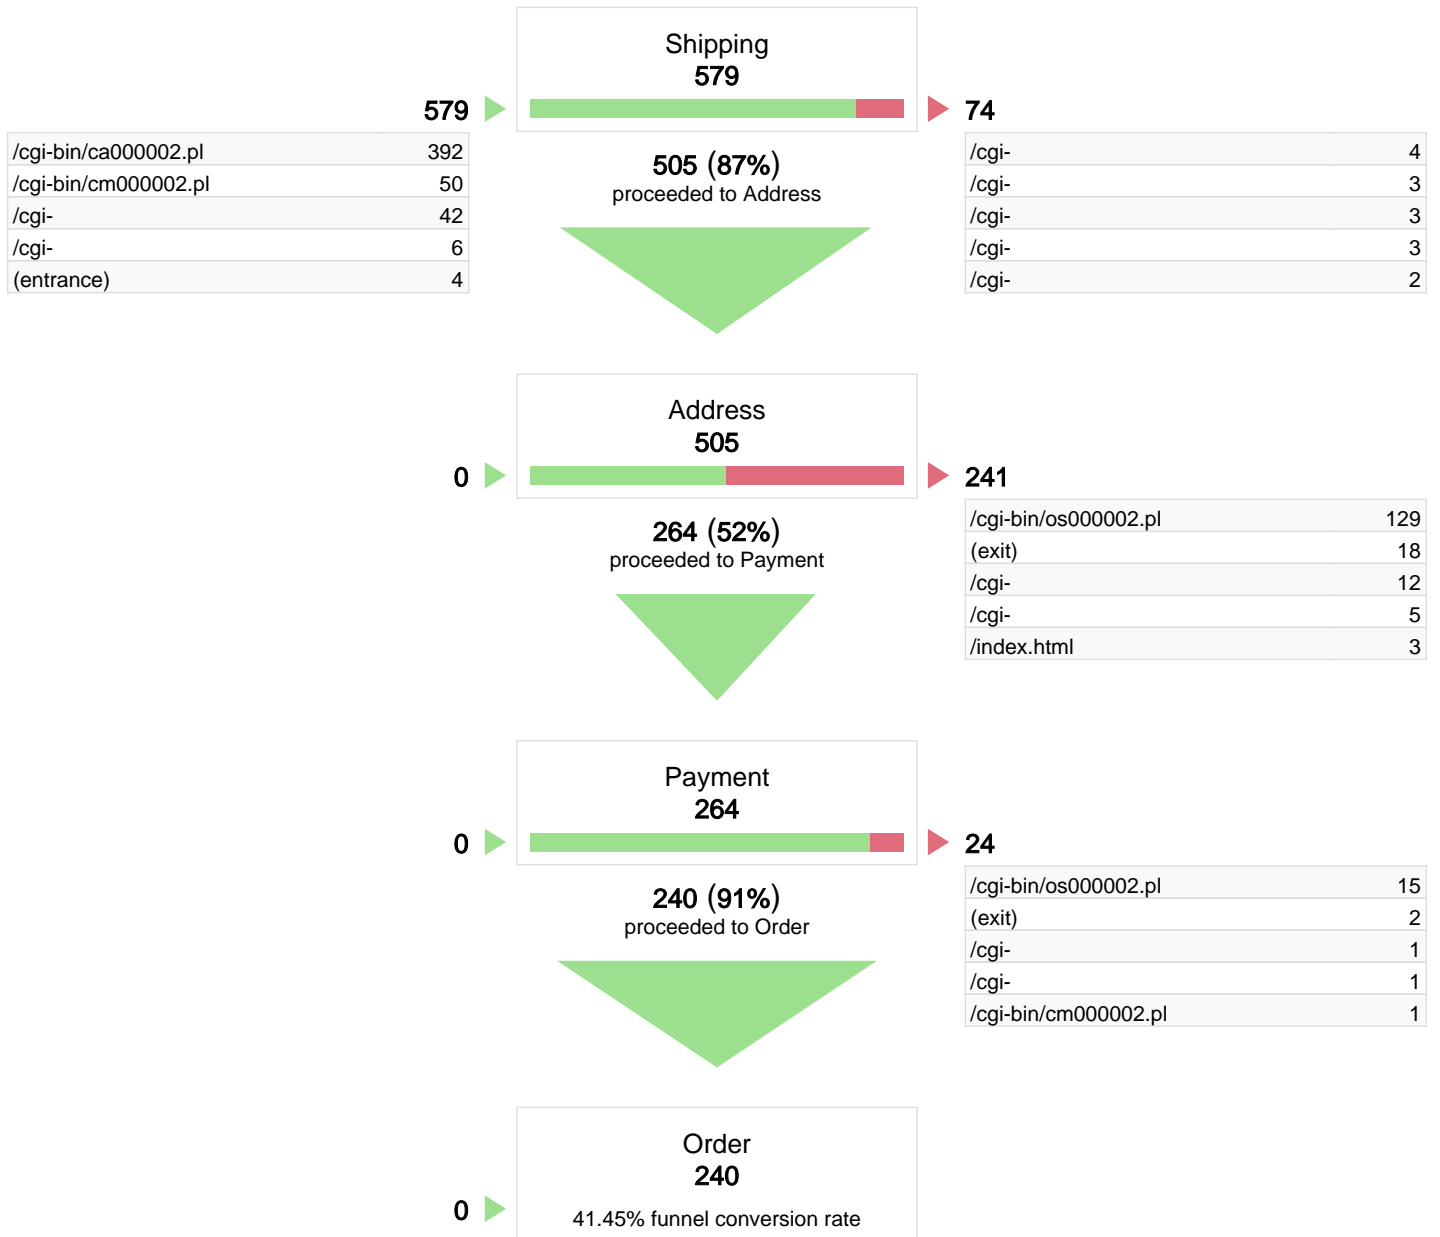 Shipping
579
579
74
/cgi-bin/ca000002.pl 392
/cgi-bin/cm000002.pl 50
/cgi- 42
/cgi- 6
(entrance) 4
505 (87%)
proceeded to Address
/cgi- 4
/cgi- 3
/cgi- 3
/cgi- 3
/cgi- 2
Address
505
0
241
264 (52%)
proceeded to Payment
/cgi-bin/os000002.pl 129
(exit) 18
/cgi- 12
/cgi- 5
/index.html 3
Payment
264
0
24
240 (91%)
proceeded to Order
/cgi-bin/os000002.pl 15
(exit) 2
/cgi- 1
/cgi- 1
/cgi-bin/cm000002.pl 1
Order
240
0
41.45% funnel conversion rate